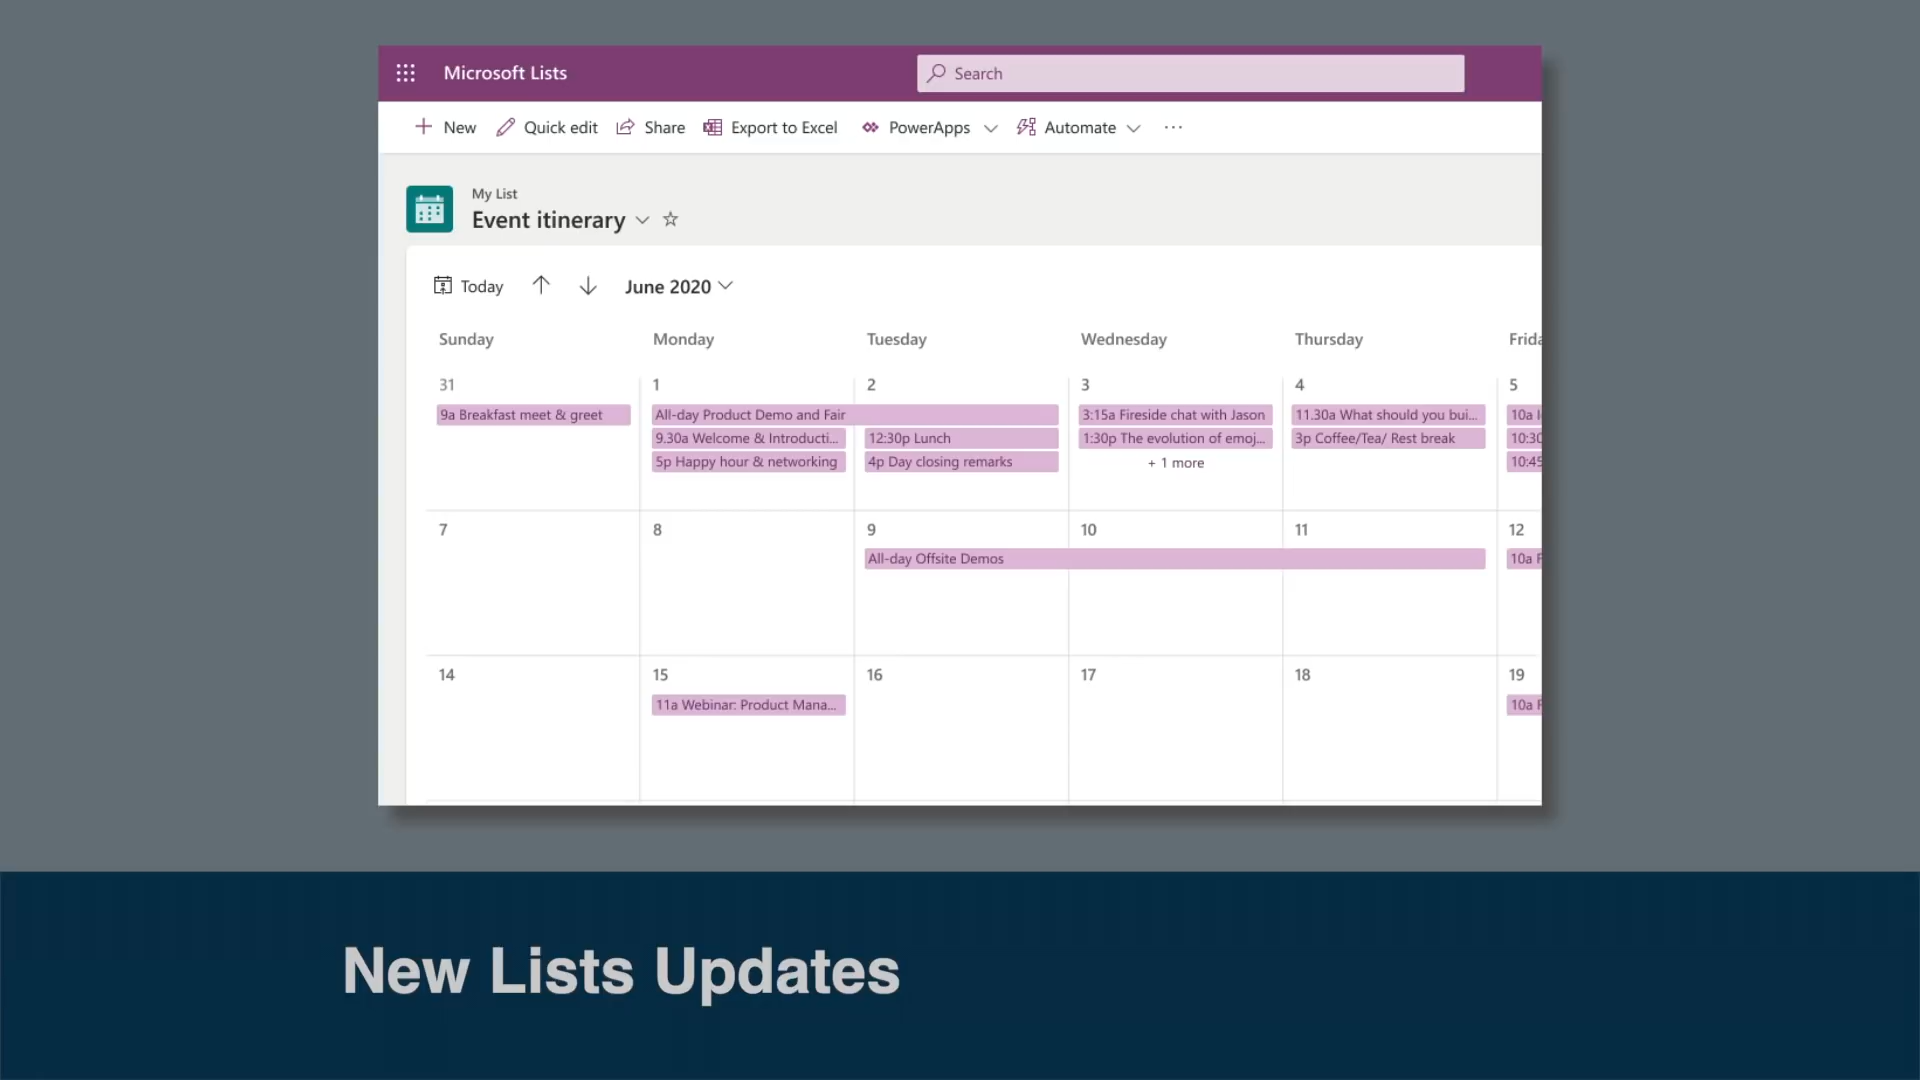 Microsoft Lists
Search
New Quick edit Share Export to Excel PowerApps Automate ...
My List
Event itinerary
Today June 2020
Sunday Monday Tuesday Wednesday Thursday Frida
31 1 2 3 4 5
9a Breakfast meet & greet All-day Product Demo and Fair 3:15a Fireside chat with Jason 11.30a What should you bui... 10a
9.30a Welcome & Introducti... 12:30p Lunch 1:30p The evolution of emoj... 3p Coffee/Tea/ Rest break 10:30
5p Happy hour & networking 4p Day closing remarks + 1 more 10:45
7 8 9 10 11 12
All-day Offsite Demos 10a
14 15 16 17 18 19
11a Webinar: Product Mana... 10a
New Lists Updates